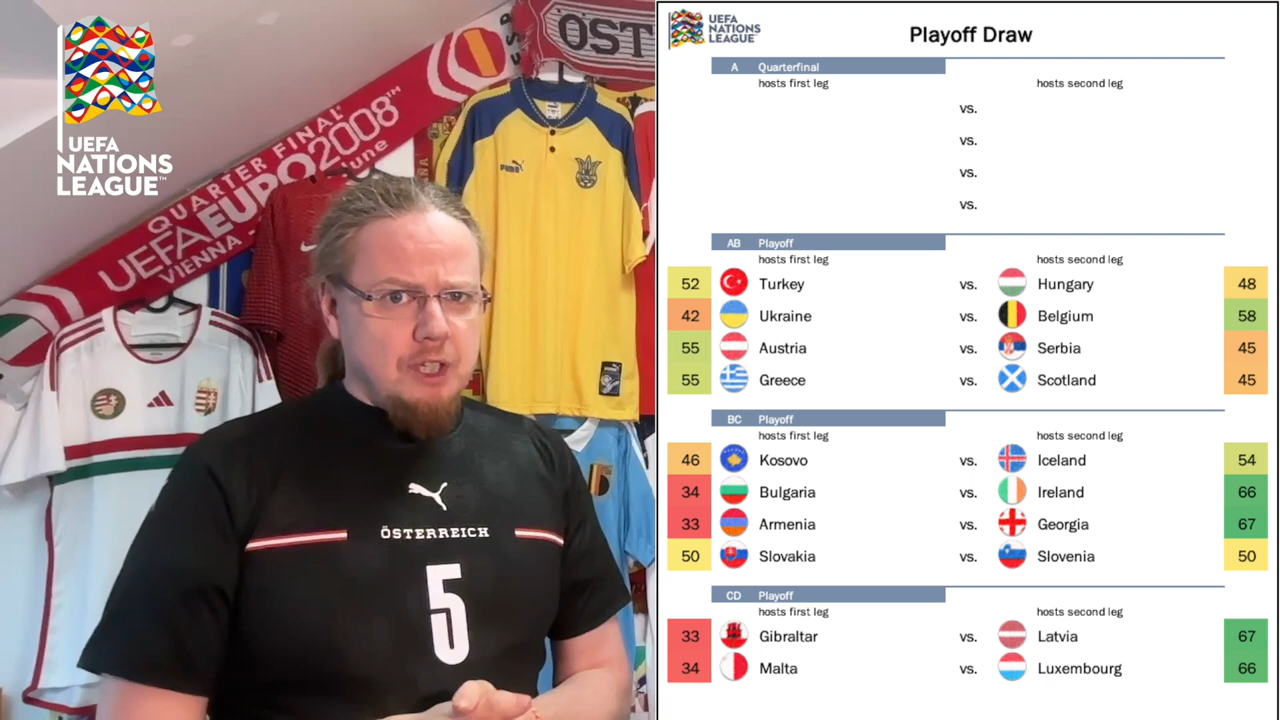 UEFA
NATIONS
LEAGUE™
QUARTER FINAL
UEFA EURO2008™
VIENNA -
June
ÖST
PUMA
ÖSTERREICH
5
UEFA
NATIONS
LEAGUE
Playoff Draw
A Quarterfinal
hosts first leg hosts second leg
vs.
vs.
vs.
vs.
AB Playoff
hosts first leg hosts second leg
52 Turkey vs. Hungary 48
42 Ukraine vs. Belgium 58
55 Austria vs. Serbia 45
55 Greece vs. Scotland 45
BC Playoff
hosts first leg hosts second leg
46 Kosovo vs. Iceland 54
34 Bulgaria vs. Ireland 66
33 Armenia vs. Georgia 67
50 Slovakia vs. Slovenia 50
CD Playoff
hosts first leg hosts second leg
33 Gibraltar vs. Latvia 67
34 Malta vs. Luxembourg 66